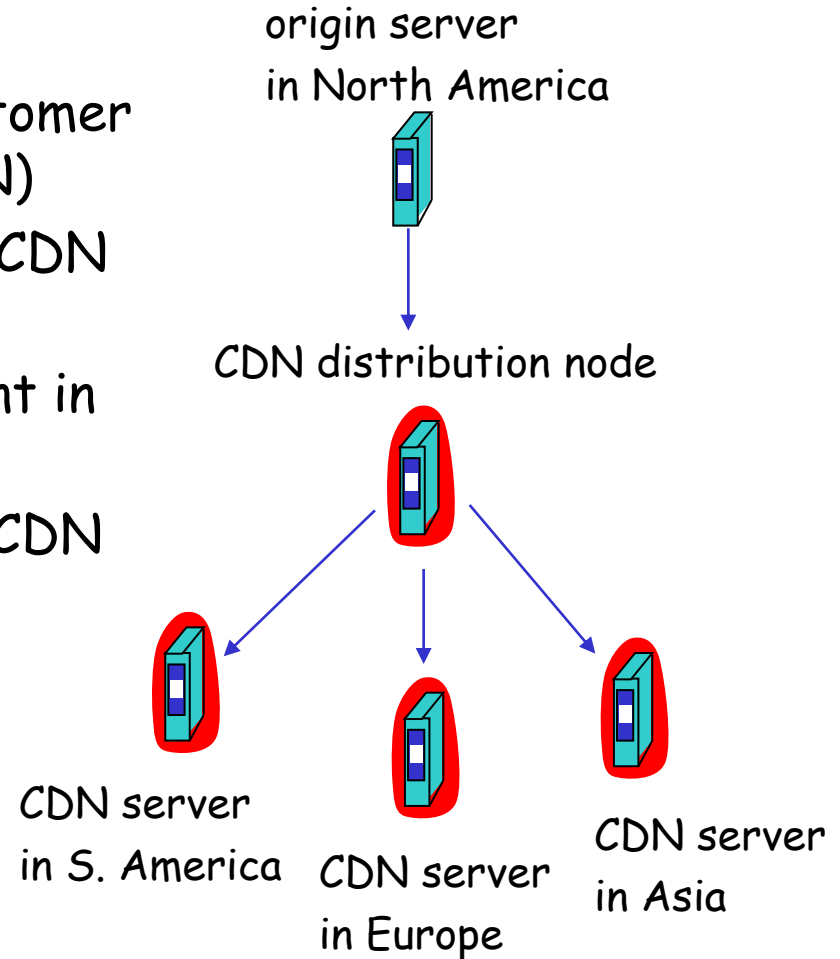 origin server
in North America
tomer
N)
CDN
nt in
CDN
CDN distribution node
CDN server
in S. America
CDN server
in Europe
CDN server
in Asia